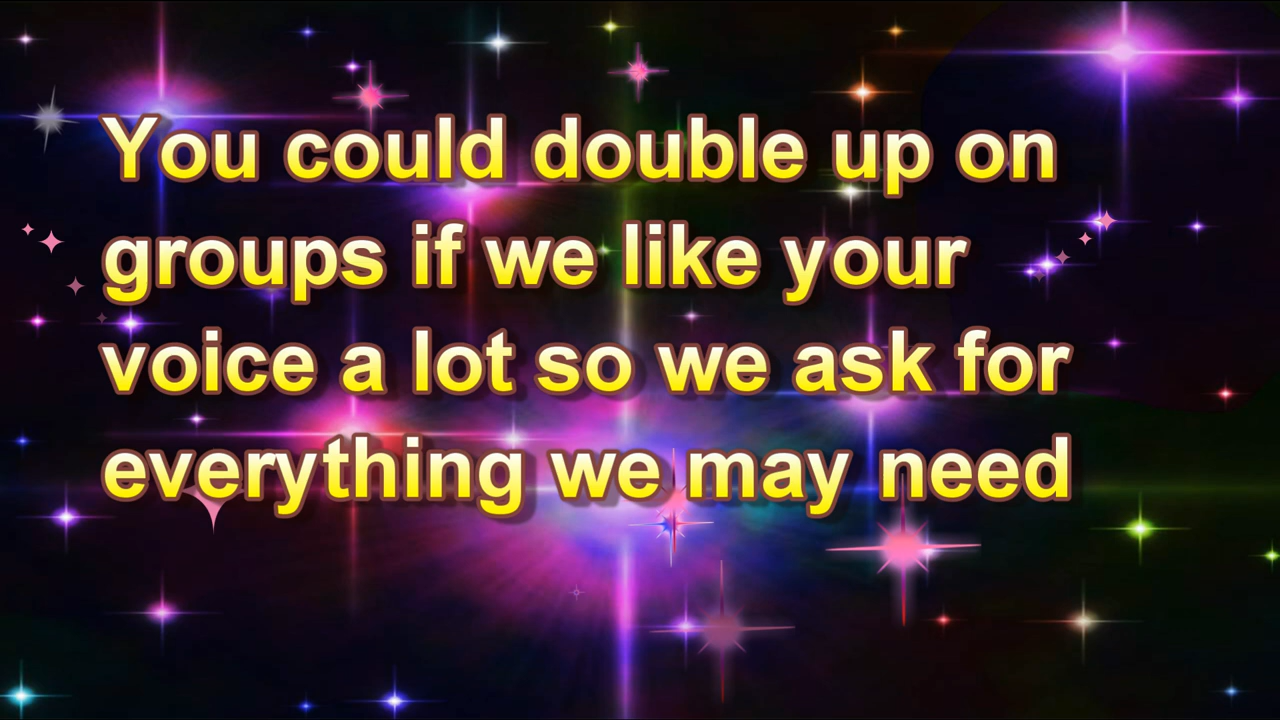 You could double up on
groups if we like your
voice a lot so we ask for
everything we may need